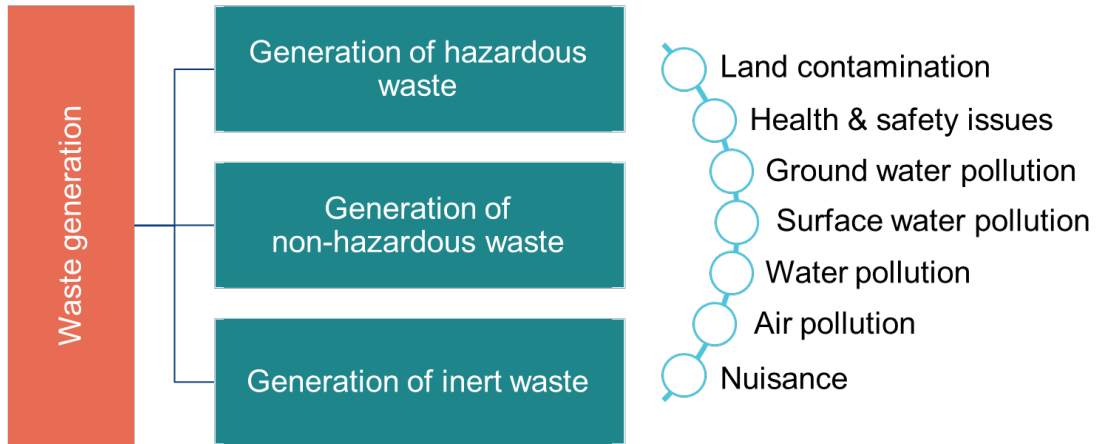 Waste generation
Generation of hazardous
waste
Generation of
non-hazardous waste
Generation of inert waste
Land contamination
Health & safety issues
Ground water pollution
Surface water pollution
Water pollution
Air pollution
Nuisance